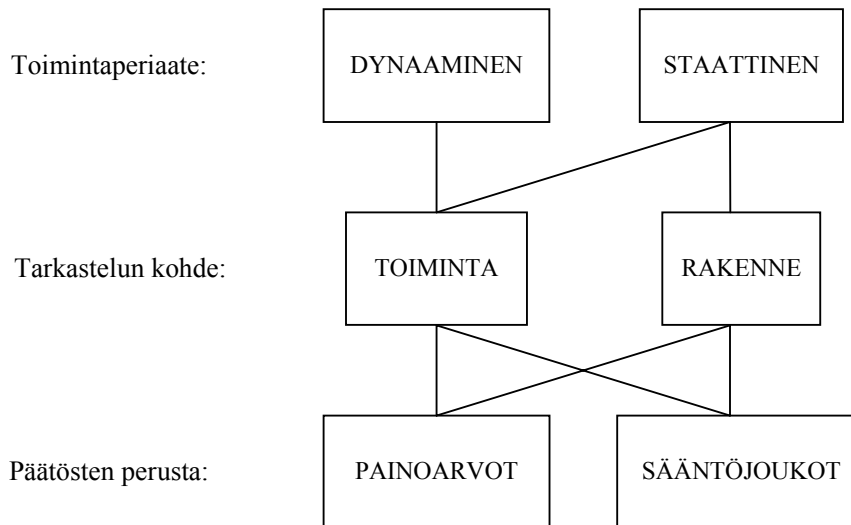 Toimintaperiaate:
DYNAAMINEN
STAATTINEN
Tarkastelun kohde:
TOIMINTA
RAKENNE
Päätösten perusta:
PAINOARVOT
SÄÄNTÖJOUKOT